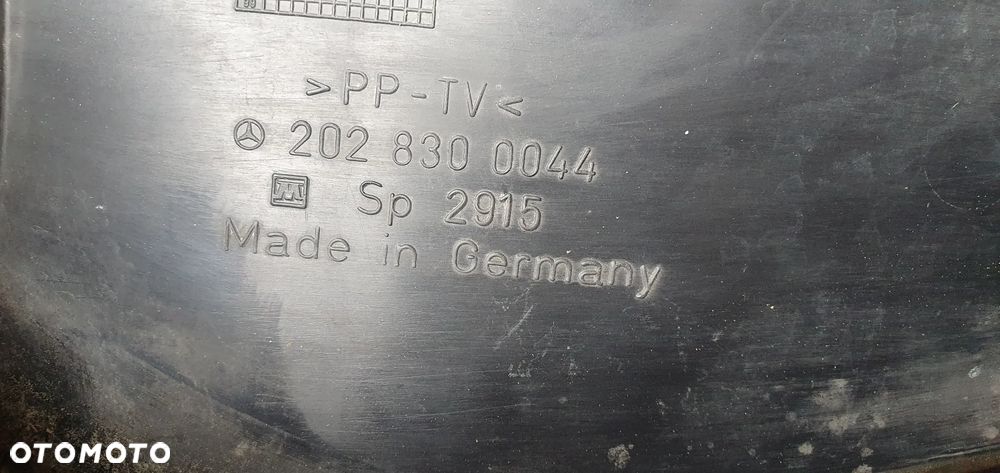 >PP-TV<
202 830 0044
Sp 2915
Made in Germany
OTOMOTO